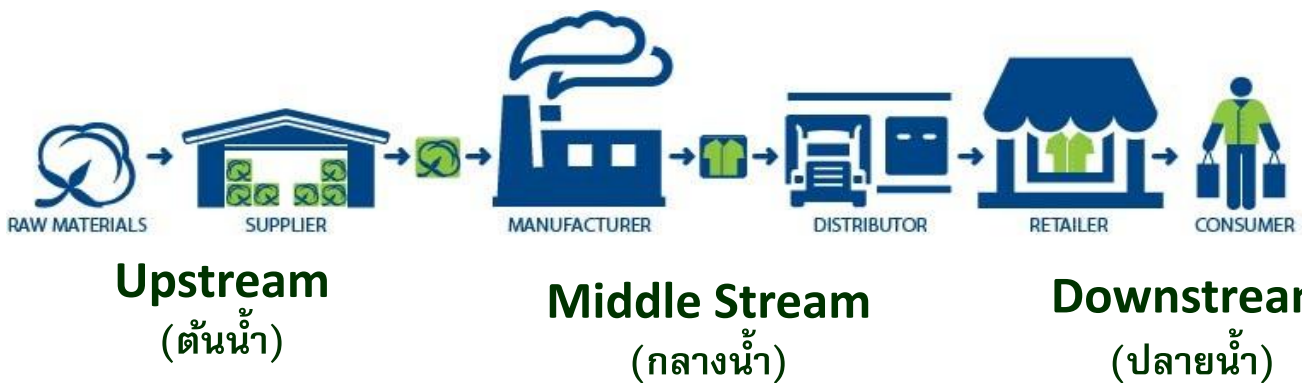 RAW MATERIALS
SUPPLIER
MANUFACTURER
DISTRIBUTOR
RETAILER
CONSUMER
Upstream
(ต้นน้ำ)
Middle Stream
(กลางน้ำ)
Downstream
(ปลายน้ำ)